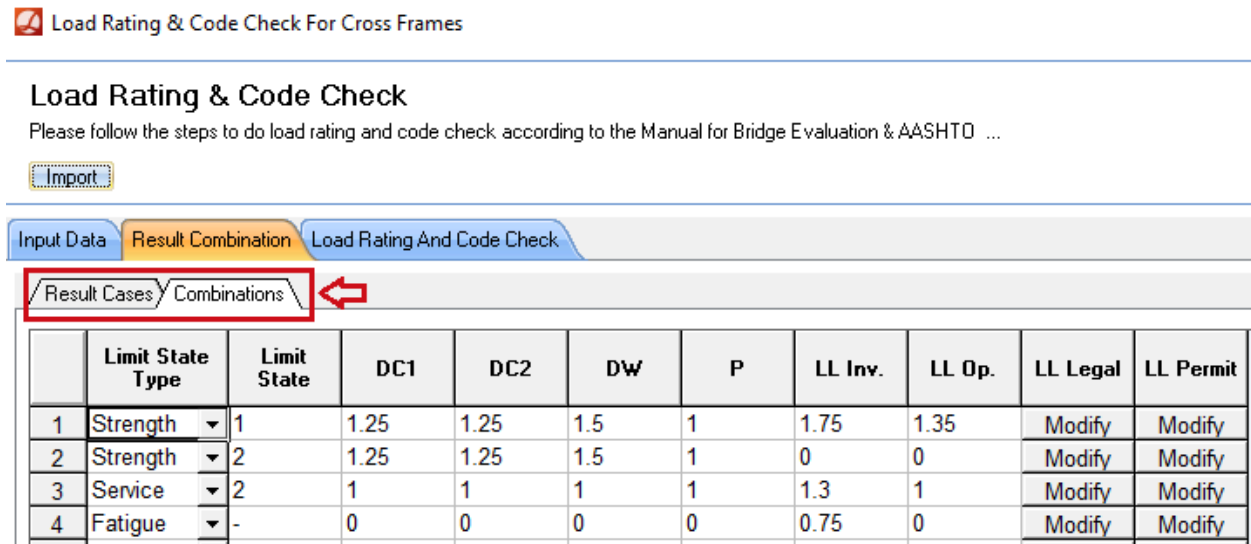 Load Rating & Code Check For Cross Frames
Load Rating & Code Check
Please follow the steps to do load rating and code check according to the Manual for Bridge Evaluation & AASHTO ...
Import
Input Data Result Combination Load Rating And Code Check
Result Cases Combinations
Limit State Type Limit State DC1 DC2 DW P LL Inv. LL Op. LL Legal LL Permit
1 Strength 1 1.25 1.25 1.5 1 1.75 1.35 Modify Modify
2 Strength 2 1.25 1.25 1.5 1 0 0 Modify Modify
3 Service 2 1 1 1 1 1.3 1 Modify Modify
4 Fatigue - 0 0 0 0 0.75 0 Modify Modify